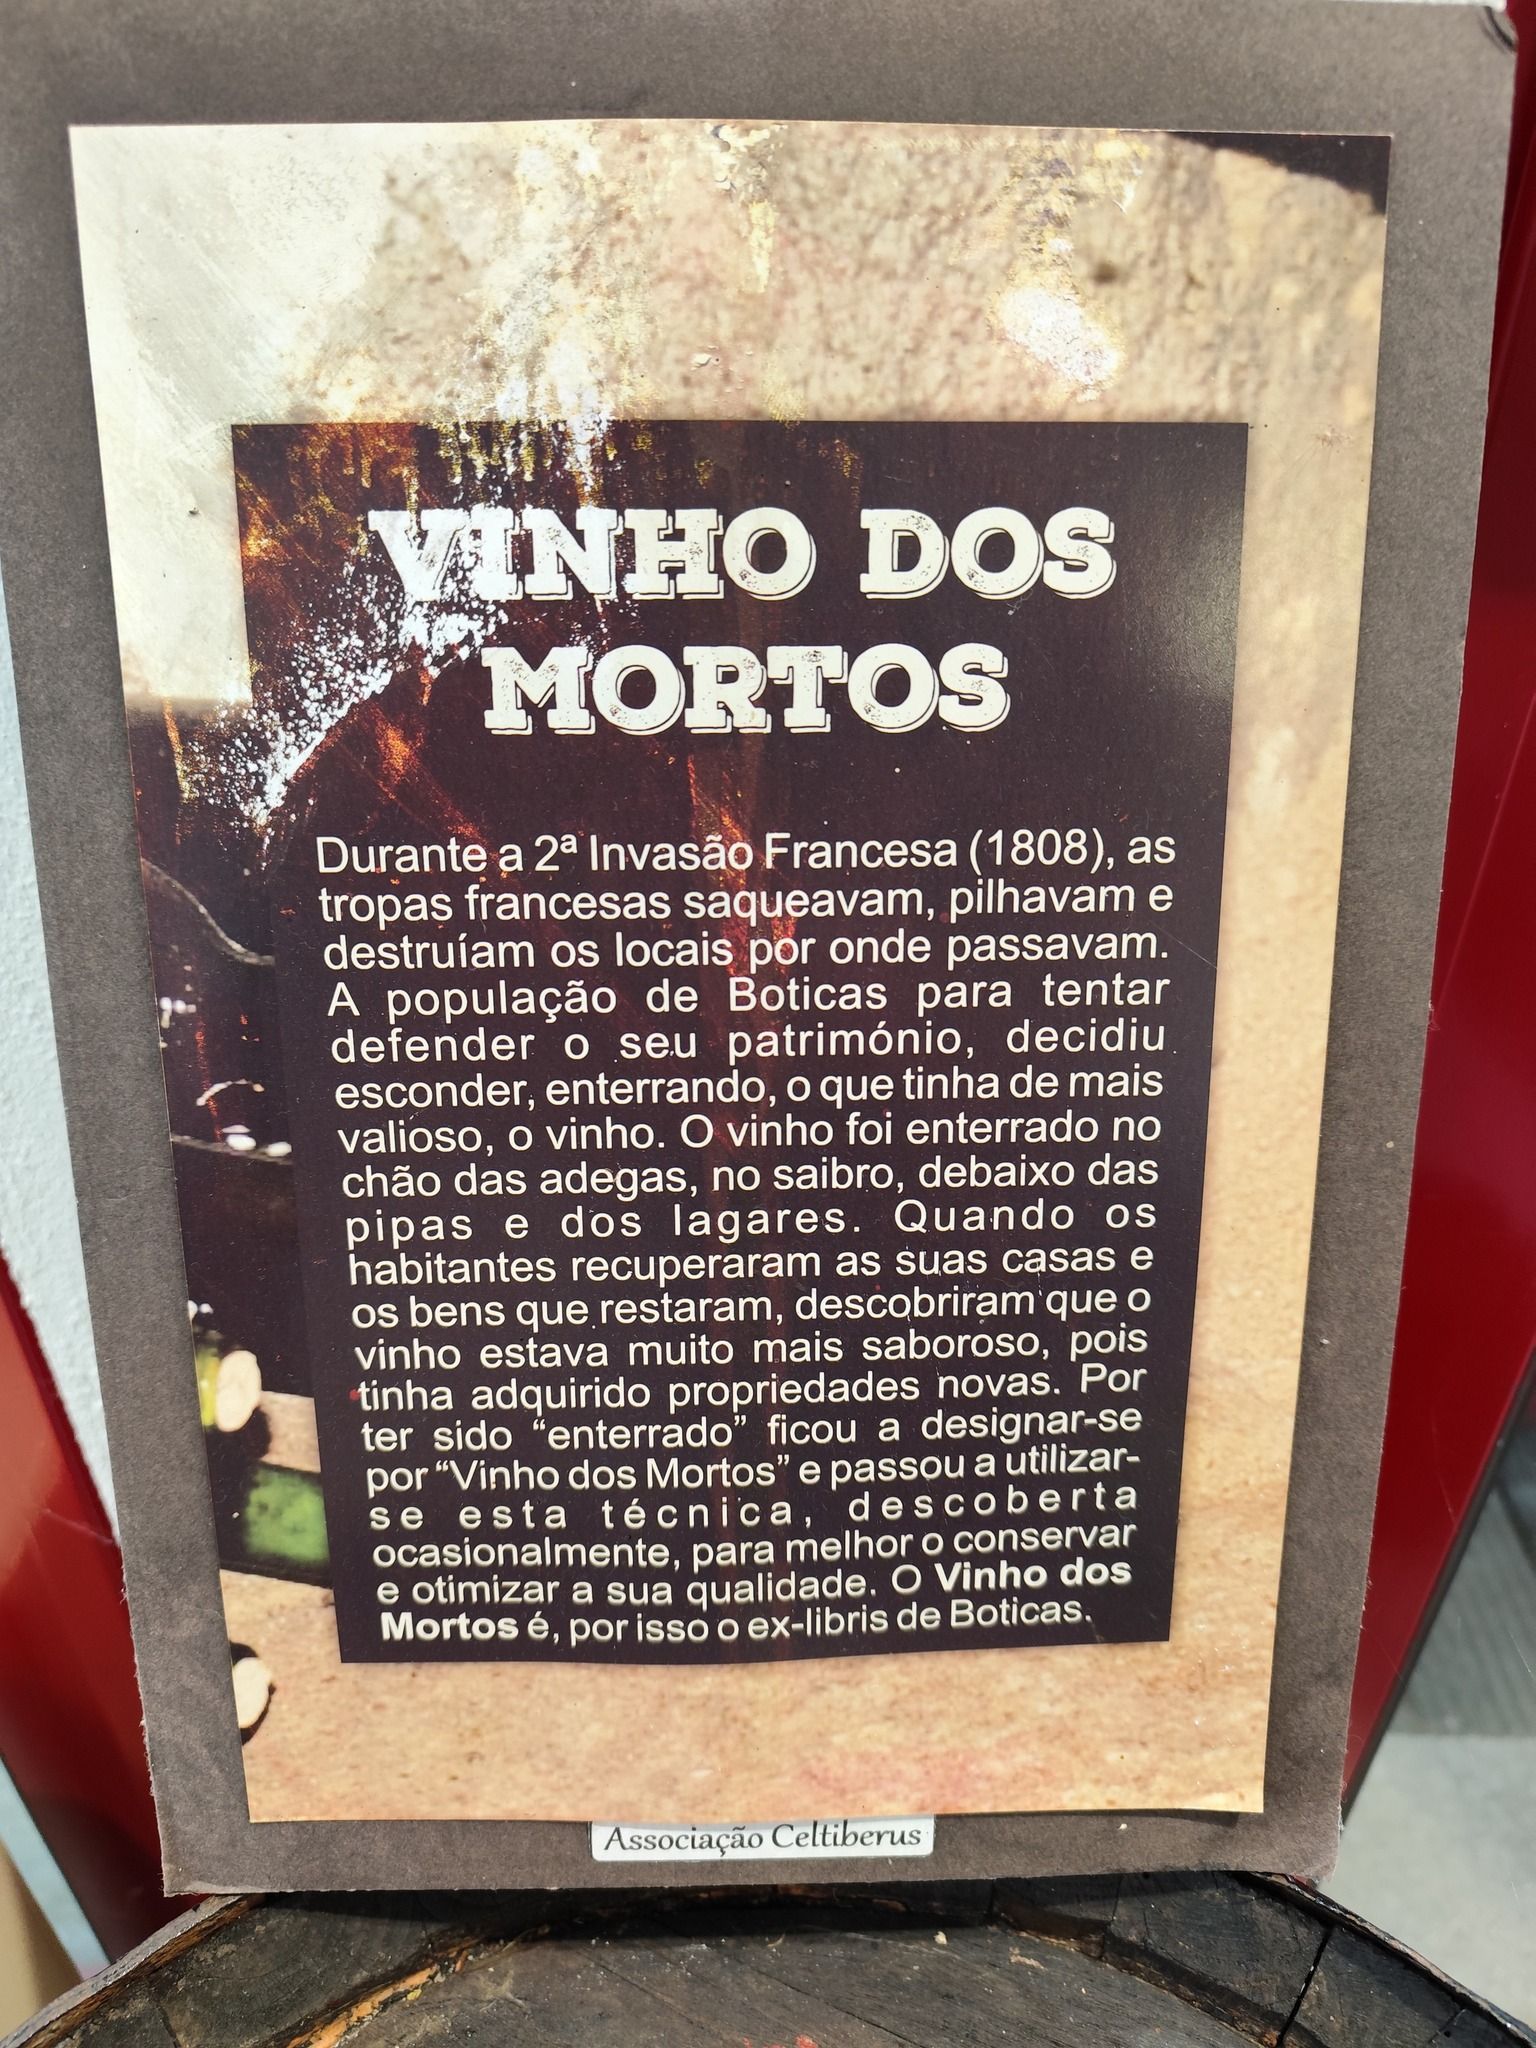 VINHO DOS
MORTOS
Durante a 2ª Invasão Francesa (1808), as
tropas francesas saqueavam, pilhavam e
destruíam os locais por onde passavam.
A população de Boticas para tentar
defender o seu património, decidiu
esconder, enterrando, o que tinha de mais
valioso, o vinho. O vinho foi enterrado no
chão das adegas, no saibro, debaixo das
pipas e dos lagares. Quando os
habitantes recuperaram as suas casas e
os bens que restaram, descobriram que o
vinho estava muito mais saboroso, pois
tinha adquirido propriedades novas. Por
ter sido “enterrado” ficou a designar-se
por “Vinho dos Mortos” e passou a utilizar-
se esta técnica, descoberta
ocasionalmente, para melhor o conservar
e otimizar a sua qualidade. O Vinho dos
Mortos é, por isso o ex-libris de Boticas.
Associação Celtiberus